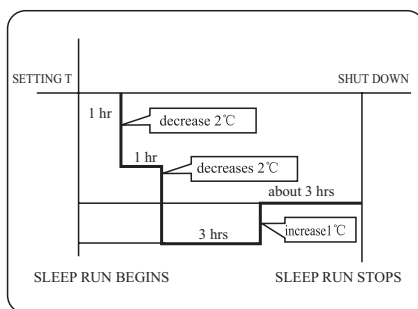 SETTING T
SHUT DOWN
1 hr
decrease 2℃
1 hr
decreases 2℃
about 3 hrs
3 hrs
increase1℃
SLEEP RUN BEGINS
SLEEP RUN STOPS